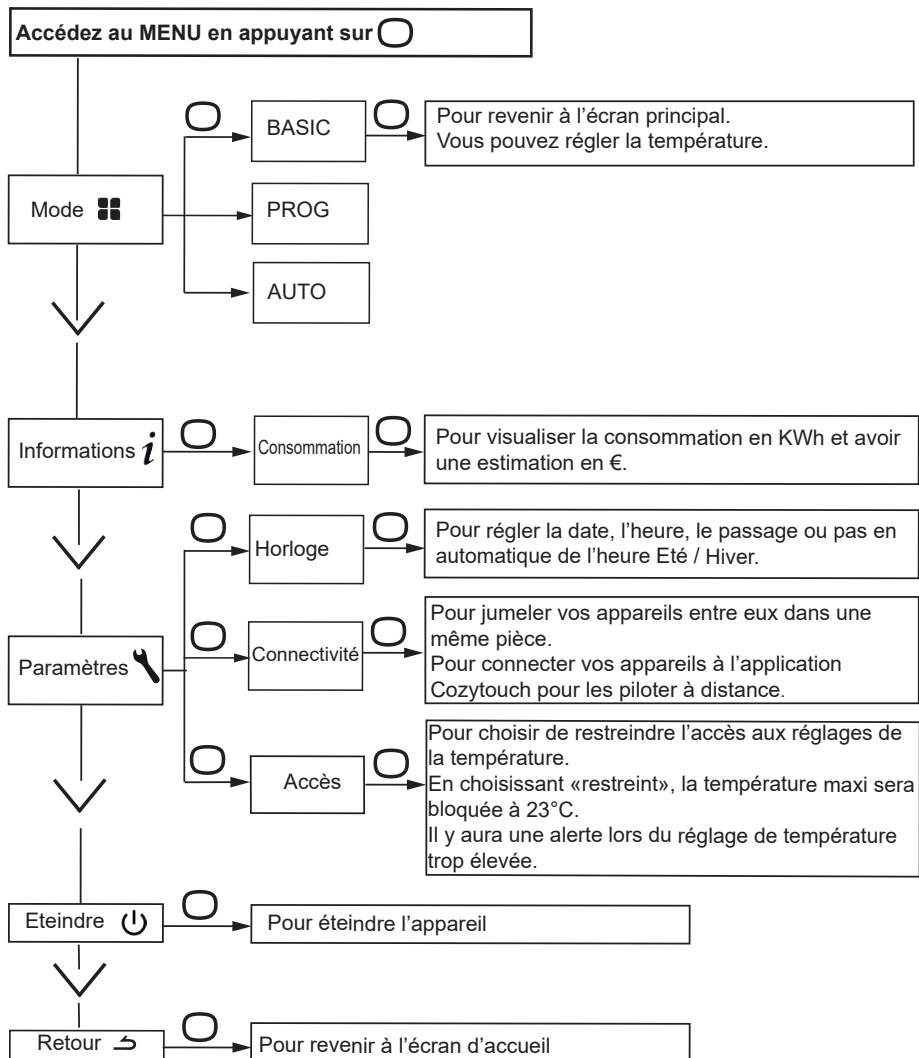 Accédez au MENU en appuyant sur
BASIC
Pour revenir à l'écran principal.
Vous pouvez régler la température.
Mode
PROG
AUTO
Informations i
Consommation
Pour visualiser la consommation en KWh et avoir
une estimation en €.
Horloge
Pour régler la date, l'heure, le passage ou pas en
automatique de l'heure Eté / Hiver.
Paramètres
Connectivité
Pour jumeler vos appareils entre eux dans une
même pièce.
Pour connecter vos appareils à l'application
Cozytouch pour les piloter à distance.
Accès
Pour choisir de restreindre l'accès aux réglages de
la température.
En choisissant «restreint», la température maxi sera
bloquée à 23°C.
Il y aura une alerte lors du réglage de température
trop élevée.
Eteindre
Pour éteindre l'appareil
Retour
Pour revenir à l'écran d'accueil